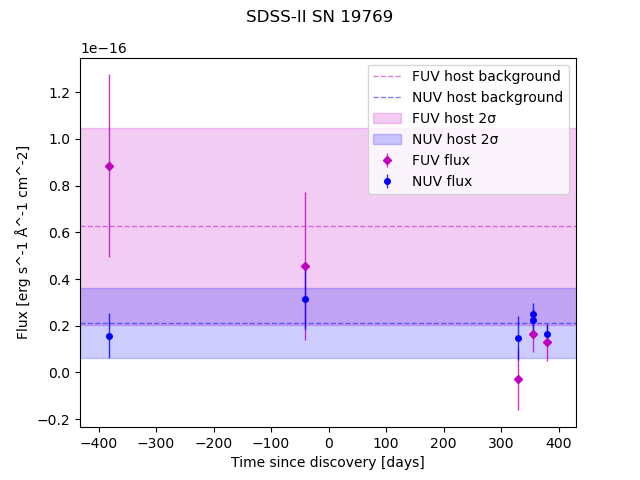 SDSS-II SN 19769
1e−16
FUV host background
NUV host background
FUV host 2σ
NUV host 2σ
FUV flux
NUV flux
1.2
1.0
0.8
0.6
0.4
0.2
0.0
−0.2
Flux [erg s^-1 Å^-1 cm^-2]
−400 −300 −200 −100 0 100 200 300 400
Time since discovery [days]